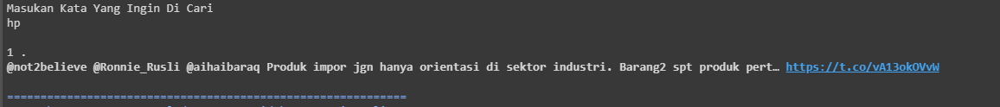 Masukan Kata Yang Ingin Di Cari
hp
1 .
@not2believe @Ronnie_Rusli @aihaibaraq Produk impor jgn hanya orientasi di sektor industri. Barang2 spt produk pert… https://t.co/vA13okOVvW
============================================================